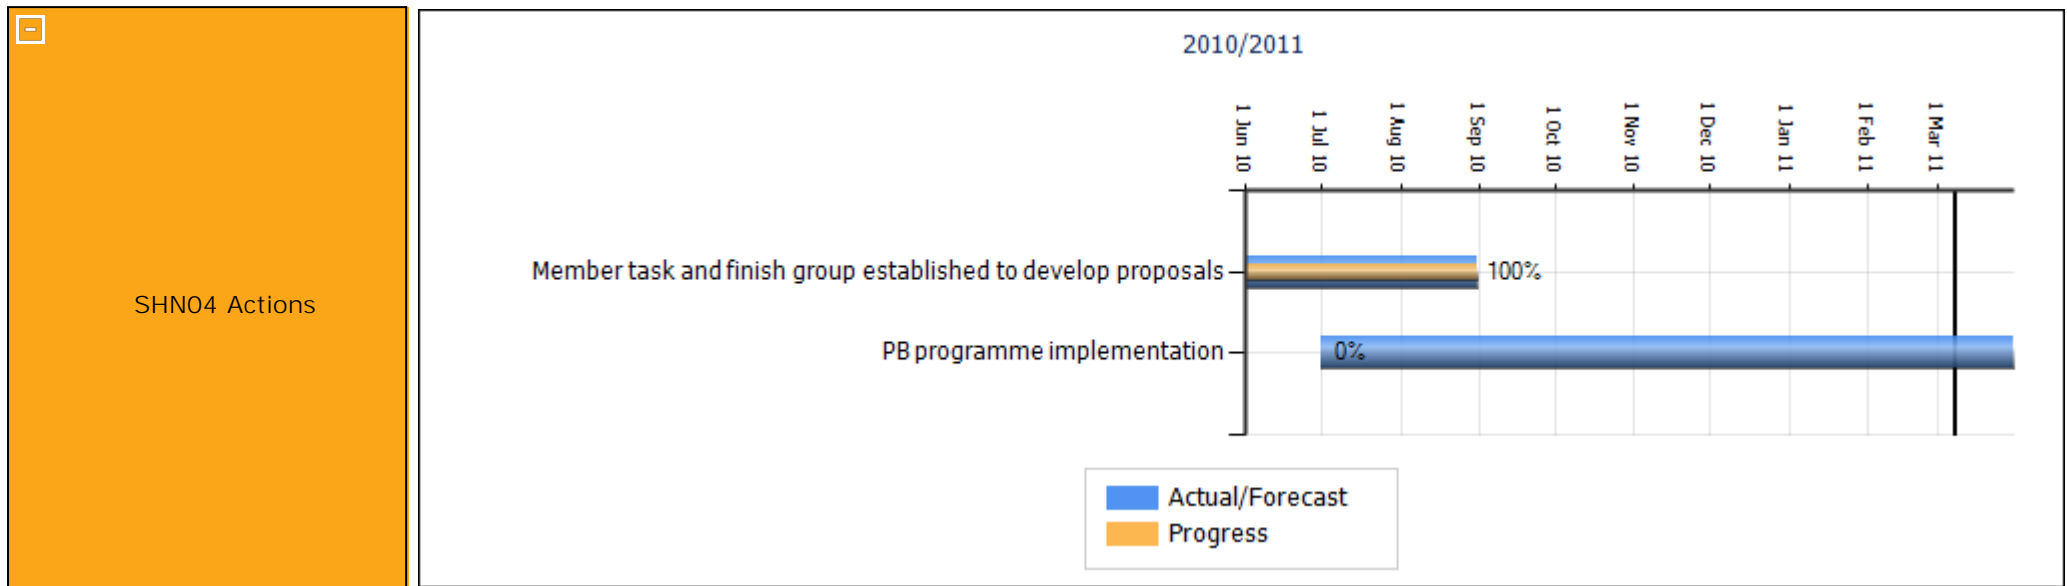 SHN04 Actions
2010/2011
1 Jun 10
1 Jul 10
1 Aug 10
1 Sep 10
1 Oct 10
1 Nov 10
1 Dec 10
1 Jan 11
1 Feb 11
1 Mar 11
Member task and finish group established to develop proposals
100%
PB programme implementation
0%
Actual/Forecast
Progress